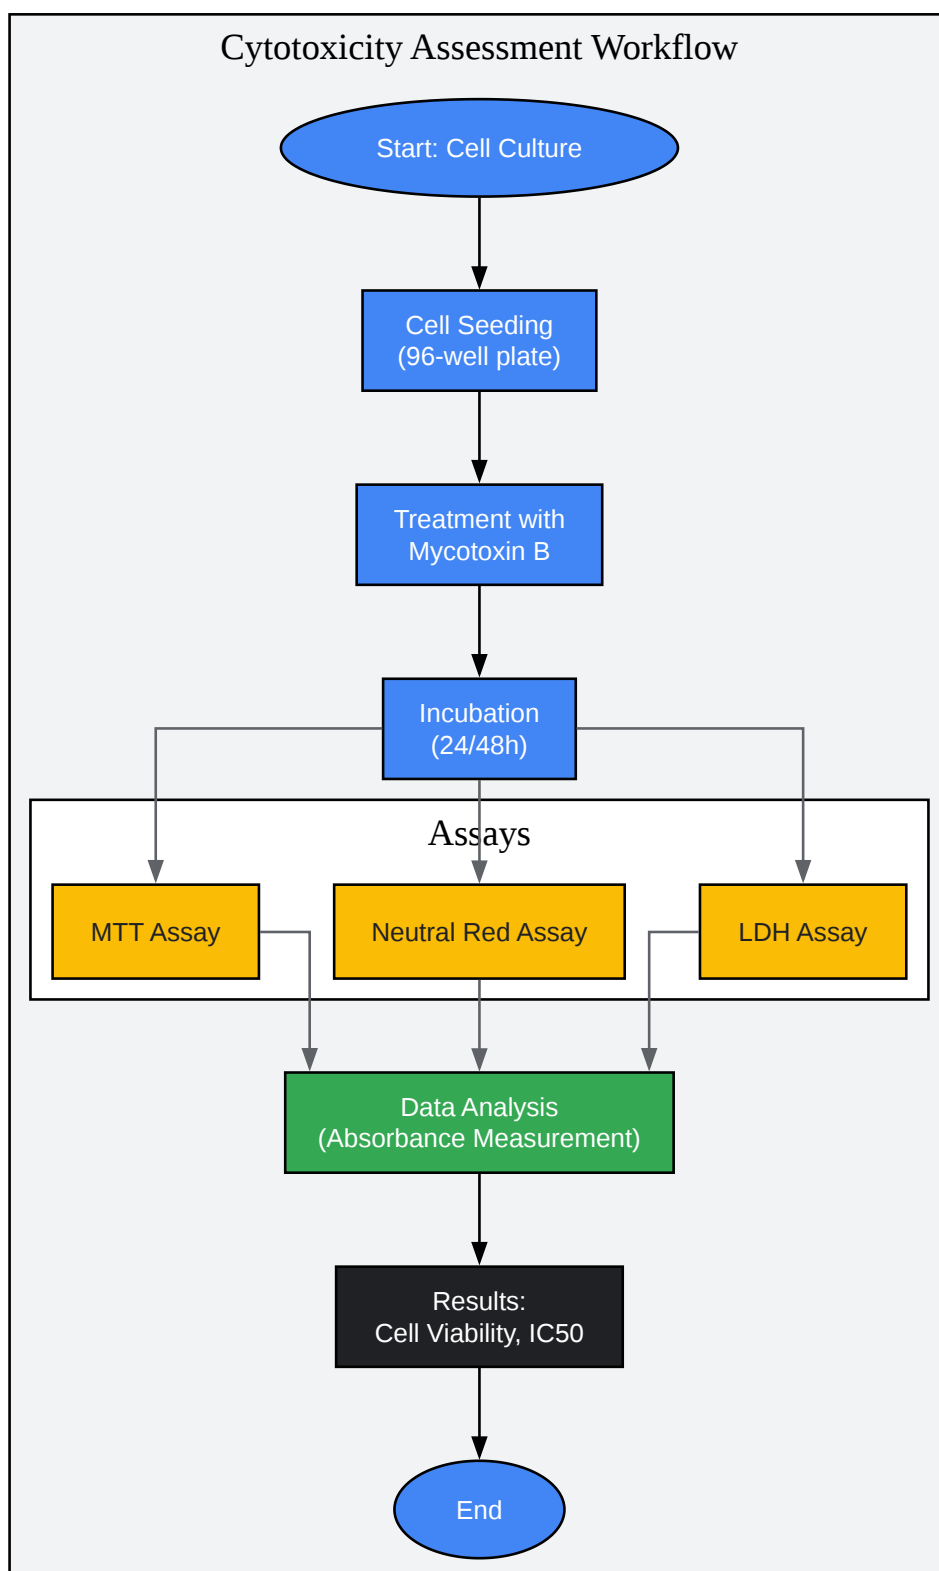 Cytotoxicity Assessment Workflow
Start: Cell Culture
Cell Seeding
(96-well plate)
Treatment with
Mycotoxin B
Incubation
(24/48h)
Assays
MTT Assay
Neutral Red Assay
LDH Assay
Data Analysis
(Absorbance Measurement)
Results:
Cell Viability, IC50
End